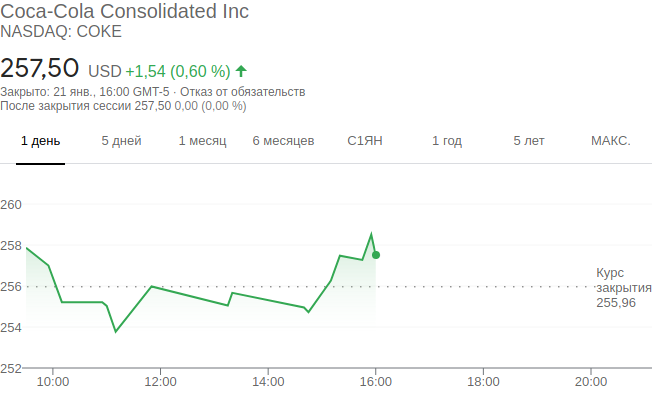 Coca-Cola Consolidated Inc
NASDAQ: COKE
257,50 USD +1,54 (0,60 %)
Закрыто: 21 янв., 16:00 GMT-5 · Отказ от обязательств
После закрытия сессии 257,50 0,00 (0,00 %)
1 день 5 дней 1 месяц 6 месяцев С1ЯН 1 год 5 лет МАКС.
260
258
256
254
252
Курс
закрытия
255,96
10:00 12:00 14:00 16:00 18:00 20:00